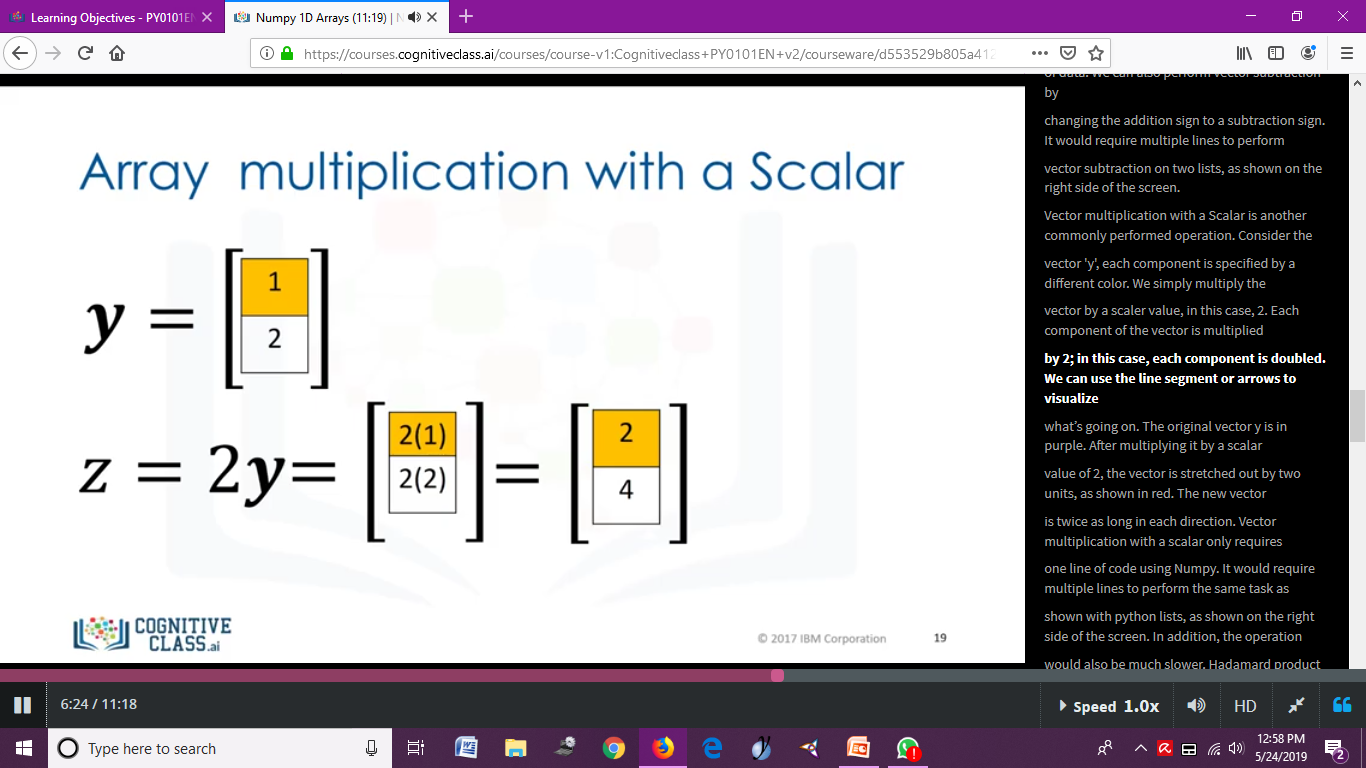 Learning Objectives - PY0101EN
Numpy 1D Arrays (11:19) | N
https://courses.cognitiveclass.ai/courses/course-v1:Cognitiveclass+PY0101EN+v2/courseware/d553529b805a412
Array multiplication with a Scalar
y =
1
2
z = 2y=
2(1)
2(2)
=
2
4
COGNITIVE
CLASS.ai
© 2017 IBM Corporation
19
of data. We can also perform vector subtraction
by
changing the addition sign to a subtraction sign.
It would require multiple lines to perform
vector subtraction on two lists, as shown on the
right side of the screen.
Vector multiplication with a Scalar is another
commonly performed operation. Consider the
vector 'y', each component is specified by a
different color. We simply multiply the
vector by a scaler value, in this case, 2. Each
component of the vector is multiplied
by 2; in this case, each component is doubled.
We can use the line segment or arrows to
visualize
what's going on. The original vector y is in
purple. After multiplying it by a scalar
value of 2, the vector is stretched out by two
units, as shown in red. The new vector
is twice as long in each direction. Vector
multiplication with a scalar only requires
one line of code using Numpy. It would require
multiple lines to perform the same task as
shown with python lists, as shown on the right
side of the screen. In addition, the operation
would also be much slower. Hadamard product
6:24 / 11:18
Speed 1.0x
HD
Type here to search
12:58 PM
5/24/2019
2